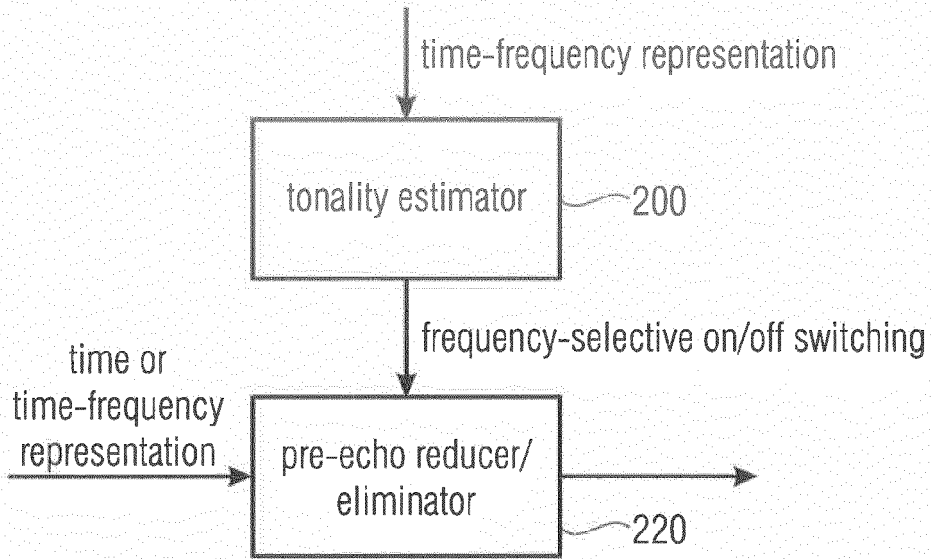 time-frequency representation
tonality estimator
200
frequency-selective on/off switching
time or
time-frequency
representation
pre-echo reducer/
eliminator
220